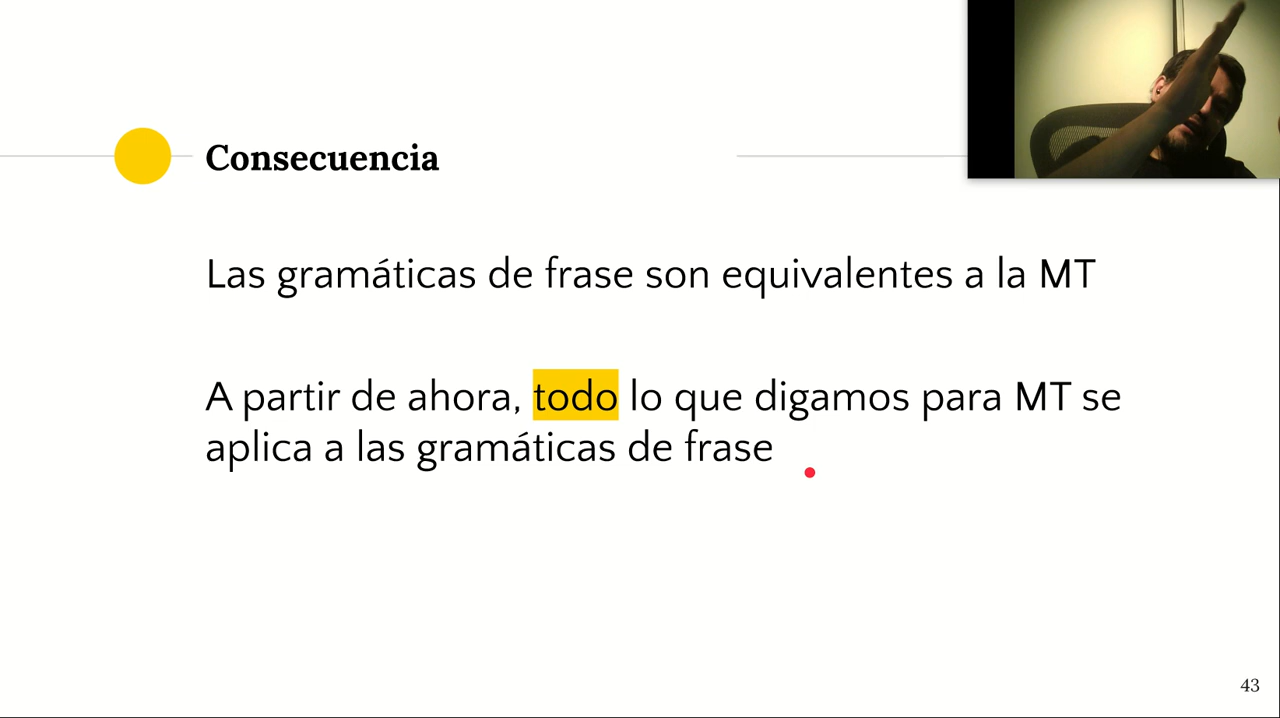 Consecuencia
Las gramáticas de frase son equivalentes a la MT
A partir de ahora, todo lo que digamos para MT se
aplica a las gramáticas de frase
43